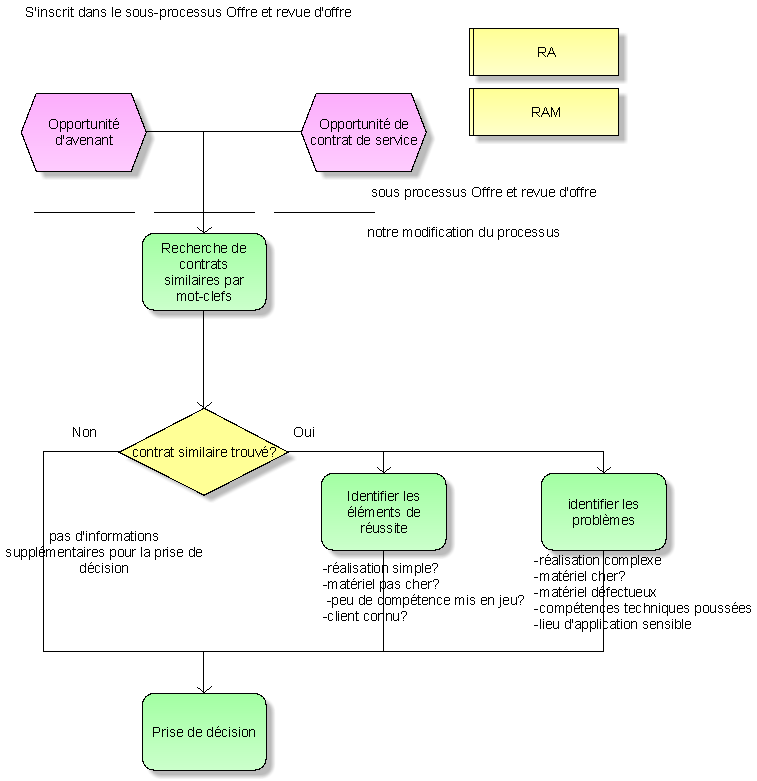 S'inscrit dans le sous-processus Offre et revue d'offre
RA
RAM
Opportunité
d'avenant
Opportunité de
contrat de service
sous processus Offre et revue d'offre
notre modification du processus
Recherche de
contrats
similaires par
mot-clefs
Non
Oui
contrat similaire trouvé?
Identifier les
éléments de
réussite
identifier les
problèmes
pas d'informations
supplémentaires pour la prise de
décision
-réalisation simple?
-matériel pas cher?
-peu de compétence mis en jeu?
-client connu?
-réalisation complexe
-matériel cher?
-matériel défectueux
-compétences techniques poussées
-lieu d'application sensible
Prise de décision